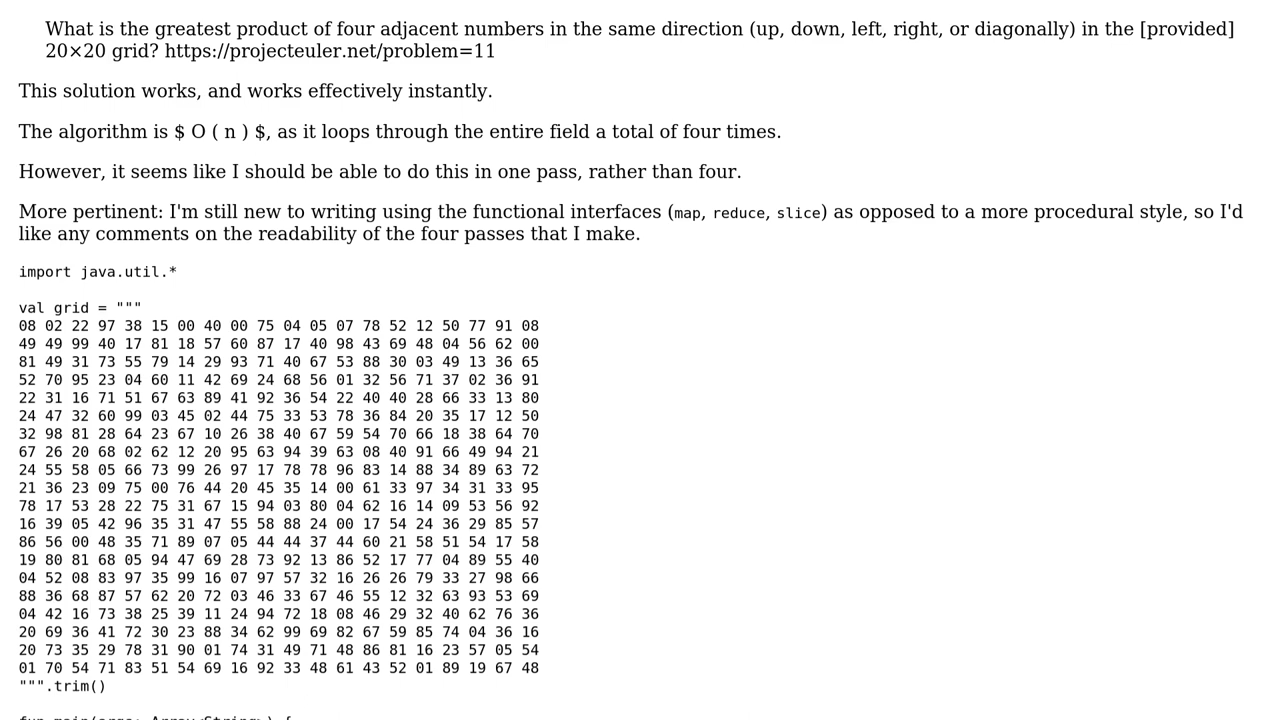 What is the greatest product of four adjacent numbers in the same direction (up, down, left, right, or diagonally) in the [provided]
20×20 grid? https://projecteuler.net/problem=11
This solution works, and works effectively instantly.
The algorithm is $ O ( n ) $, as it loops through the entire field a total of four times.
However, it seems like I should be able to do this in one pass, rather than four.
More pertinent: I'm still new to writing using the functional interfaces (map, reduce, slice) as opposed to a more procedural style, so I'd
like any comments on the readability of the four passes that I make.
import java.util.*
val grid = """
08 02 22 97 38 15 00 40 00 75 04 05 07 78 52 12 50 77 91 08
49 49 99 40 17 81 18 57 60 87 17 40 98 43 69 48 04 56 62 00
81 49 31 73 55 79 14 29 93 71 40 67 53 88 30 03 49 13 36 65
52 70 95 23 04 60 11 42 69 24 68 56 01 32 56 71 37 02 36 91
22 31 16 71 51 67 63 89 41 92 36 54 22 40 40 28 66 33 13 80
24 47 32 60 99 03 45 02 44 75 33 53 78 36 84 20 35 17 12 50
32 98 81 28 64 23 67 10 26 38 40 67 59 54 70 66 18 38 64 70
67 26 20 68 02 62 12 20 95 63 94 39 63 08 40 91 66 49 94 21
24 55 58 05 66 73 99 26 97 17 78 78 96 83 14 88 34 89 63 72
21 36 23 09 75 00 76 44 20 45 35 14 00 61 33 97 34 31 33 95
78 17 53 28 22 75 31 67 15 94 03 80 04 62 16 14 09 53 56 92
16 39 05 42 96 35 31 47 55 58 88 24 00 17 54 24 36 29 85 57
86 56 00 48 35 71 89 07 05 44 44 37 44 60 21 58 51 54 17 58
19 80 81 68 05 94 47 69 28 73 92 13 86 52 17 77 04 89 55 40
04 52 08 83 97 35 99 16 07 97 57 32 16 26 26 79 33 27 98 66
88 36 68 87 57 62 20 72 03 46 33 67 46 55 12 32 63 93 53 69
04 42 16 73 38 25 39 11 24 94 72 18 08 46 29 32 40 62 76 36
20 69 36 41 72 30 23 88 34 62 99 69 82 67 59 85 74 04 36 16
20 73 35 29 78 31 90 01 74 31 49 71 48 86 81 16 23 57 05 54
01 70 54 71 83 51 54 69 16 92 33 48 61 43 52 01 89 19 67 48
""".trim()
fun main(args: Array<String>) {